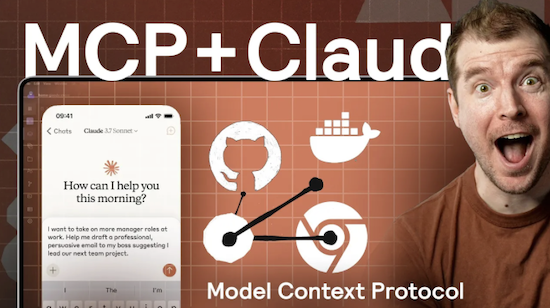 MCP + Claud
09:41
Chats
Claude 3.7 Sonnet
How can I help you
this morning?
I want to take on more manager roles at
work. Help me draft a professional,
persuasive email to my boss suggesting I
lead our next team project.
I
The
I'm
q w e r t y u i o p
Model Context Protocol